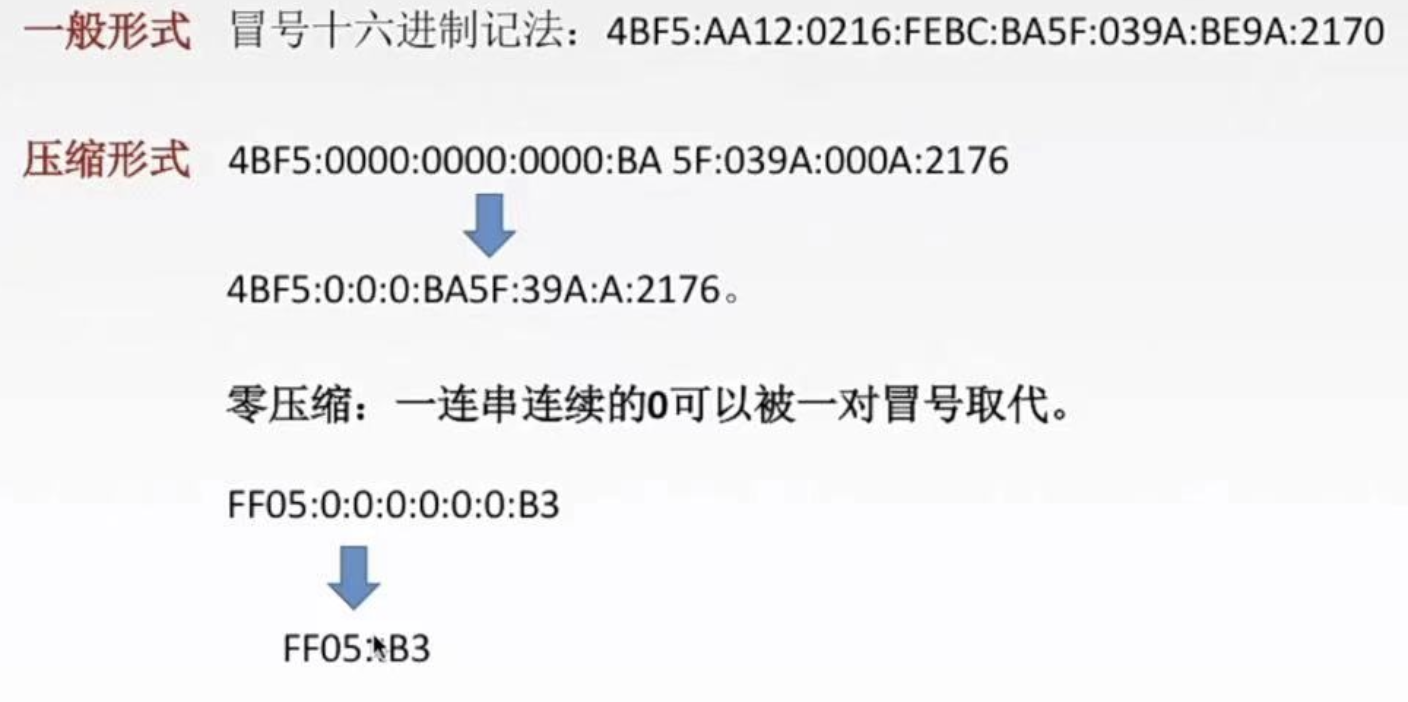 一般形式 冒号十六进制记法：4BF5:AA12:0216:FEBC:BA5F:039A:BE9A:2170
压缩形式 4BF5:0000:0000:0000:BA 5F:039A:000A:2176
4BF5:0:0:0:BA5F:39A:A:2176。
零压缩：一连串连续的0可以被一对冒号取代。
FF05:0:0:0:0:0:0:B3
FF05::B3